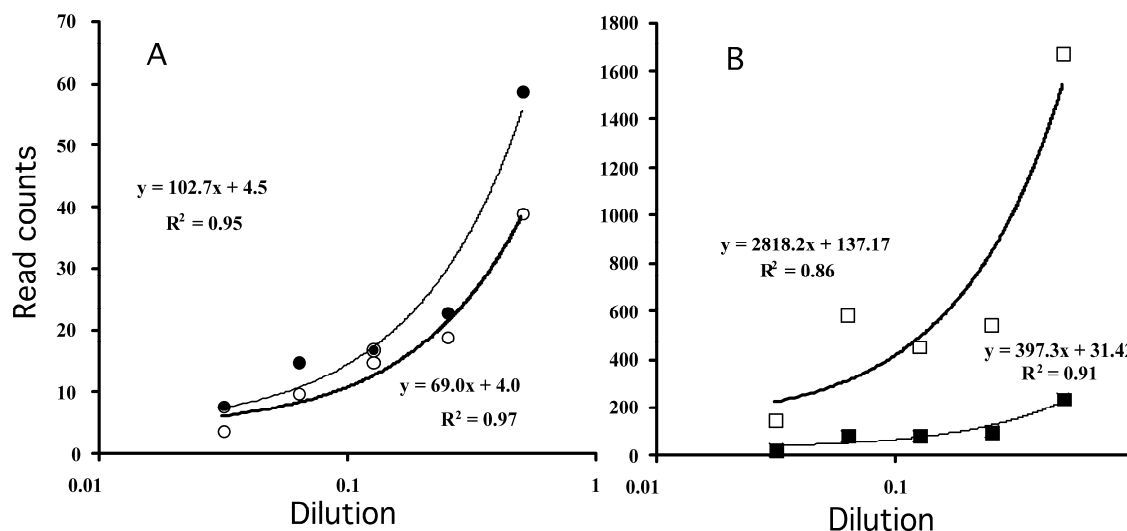 A
70
60
50
40
30
20
10
0
0.01
0.1
1
Read counts
Dilution
y = 102.7x + 4.5
R² = 0.95
y = 69.0x + 4.0
R² = 0.97
B
1800
1600
1400
1200
1000
800
600
400
200
0
0.01
0.1
Dilution
y = 2818.2x + 137.17
R² = 0.86
y = 397.3x + 31.42
R² = 0.91